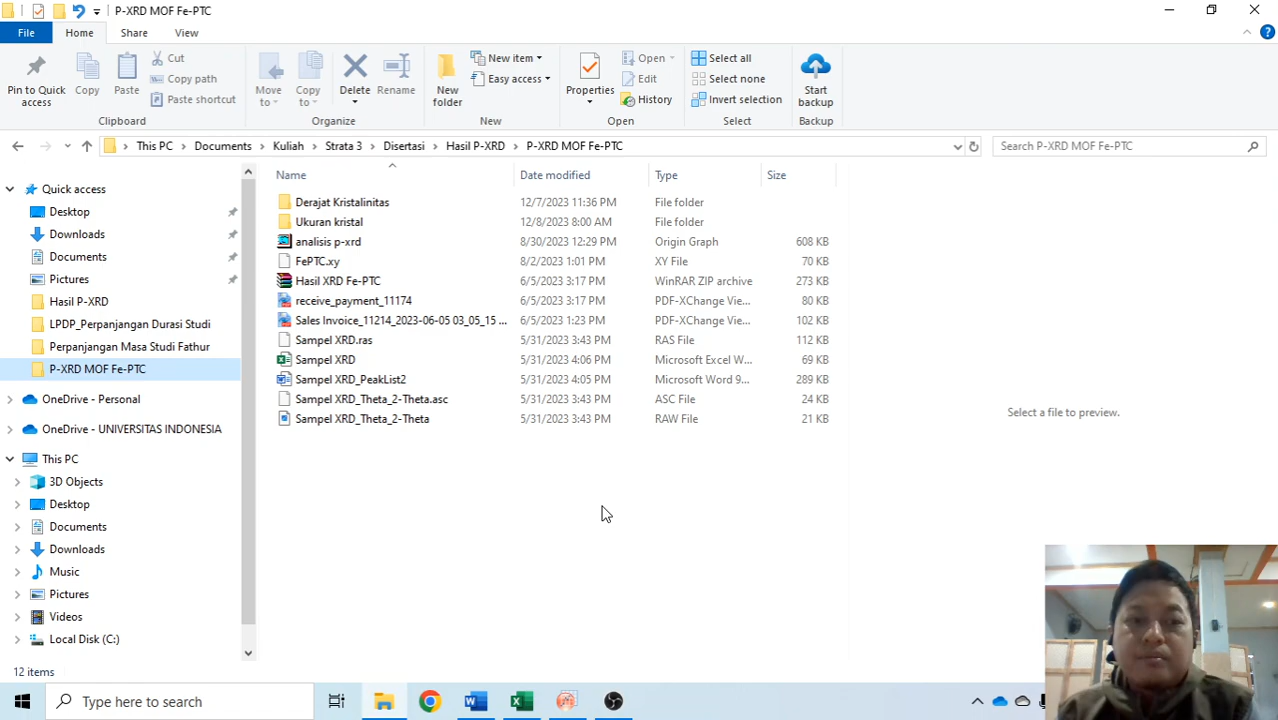 P-XRD MOF Fe-PTC
File Home Share View
Pin to Quick access
Copy
Paste
Cut
Copy path
Paste shortcut
Clipboard
Move to
Copy to
Delete
Rename
Organize
New folder
New item
Easy access
New
Properties
Open
Edit
History
Open
Select all
Select none
Invert selection
Select
Start backup
Backup
This PC Documents Kuliah Strata 3 Disertasi Hasil P-XRD P-XRD MOF Fe-PTC
Search P-XRD MOF Fe-PTC
Quick access
Desktop
Downloads
Documents
Pictures
Hasil P-XRD
LPDP_Perpanjangan Durasi Studi
Perpanjangan Masa Studi Fathur
P-XRD MOF Fe-PTC
OneDrive - Personal
OneDrive - UNIVERSITAS INDONESIA
This PC
3D Objects
Desktop
Documents
Downloads
Music
Pictures
Videos
Local Disk (C:)
Name Date modified Type Size
Derajat Kristalinitas 12/7/2023 11:36 PM File folder
Ukuran kristal 12/8/2023 8:00 AM File folder
analisis p-xrd 8/30/2023 12:29 PM Origin Graph 608 KB
FePTC.xy 8/2/2023 1:01 PM XY File 70 KB
Hasil XRD Fe-PTC 6/5/2023 3:17 PM WinRAR ZIP archive 273 KB
receive_payment_11174 6/5/2023 3:17 PM PDF-XChange Vie... 80 KB
Sales Invoice_11214_2023-06-05 03_05_15 ... 6/5/2023 1:23 PM PDF-XChange Vie... 102 KB
Sampel XRD.ras 5/31/2023 3:43 PM RAS File 112 KB
Sampel XRD 5/31/2023 4:06 PM Microsoft Excel W... 69 KB
Sampel XRD_PeakList2 5/31/2023 4:05 PM Microsoft Word 9... 289 KB
Sampel XRD_Theta_2-Theta.asc 5/31/2023 3:43 PM ASC File 24 KB
Sampel XRD_Theta_2-Theta 5/31/2023 3:43 PM RAW File 21 KB
Select a file to preview.
12 items
Type here to search